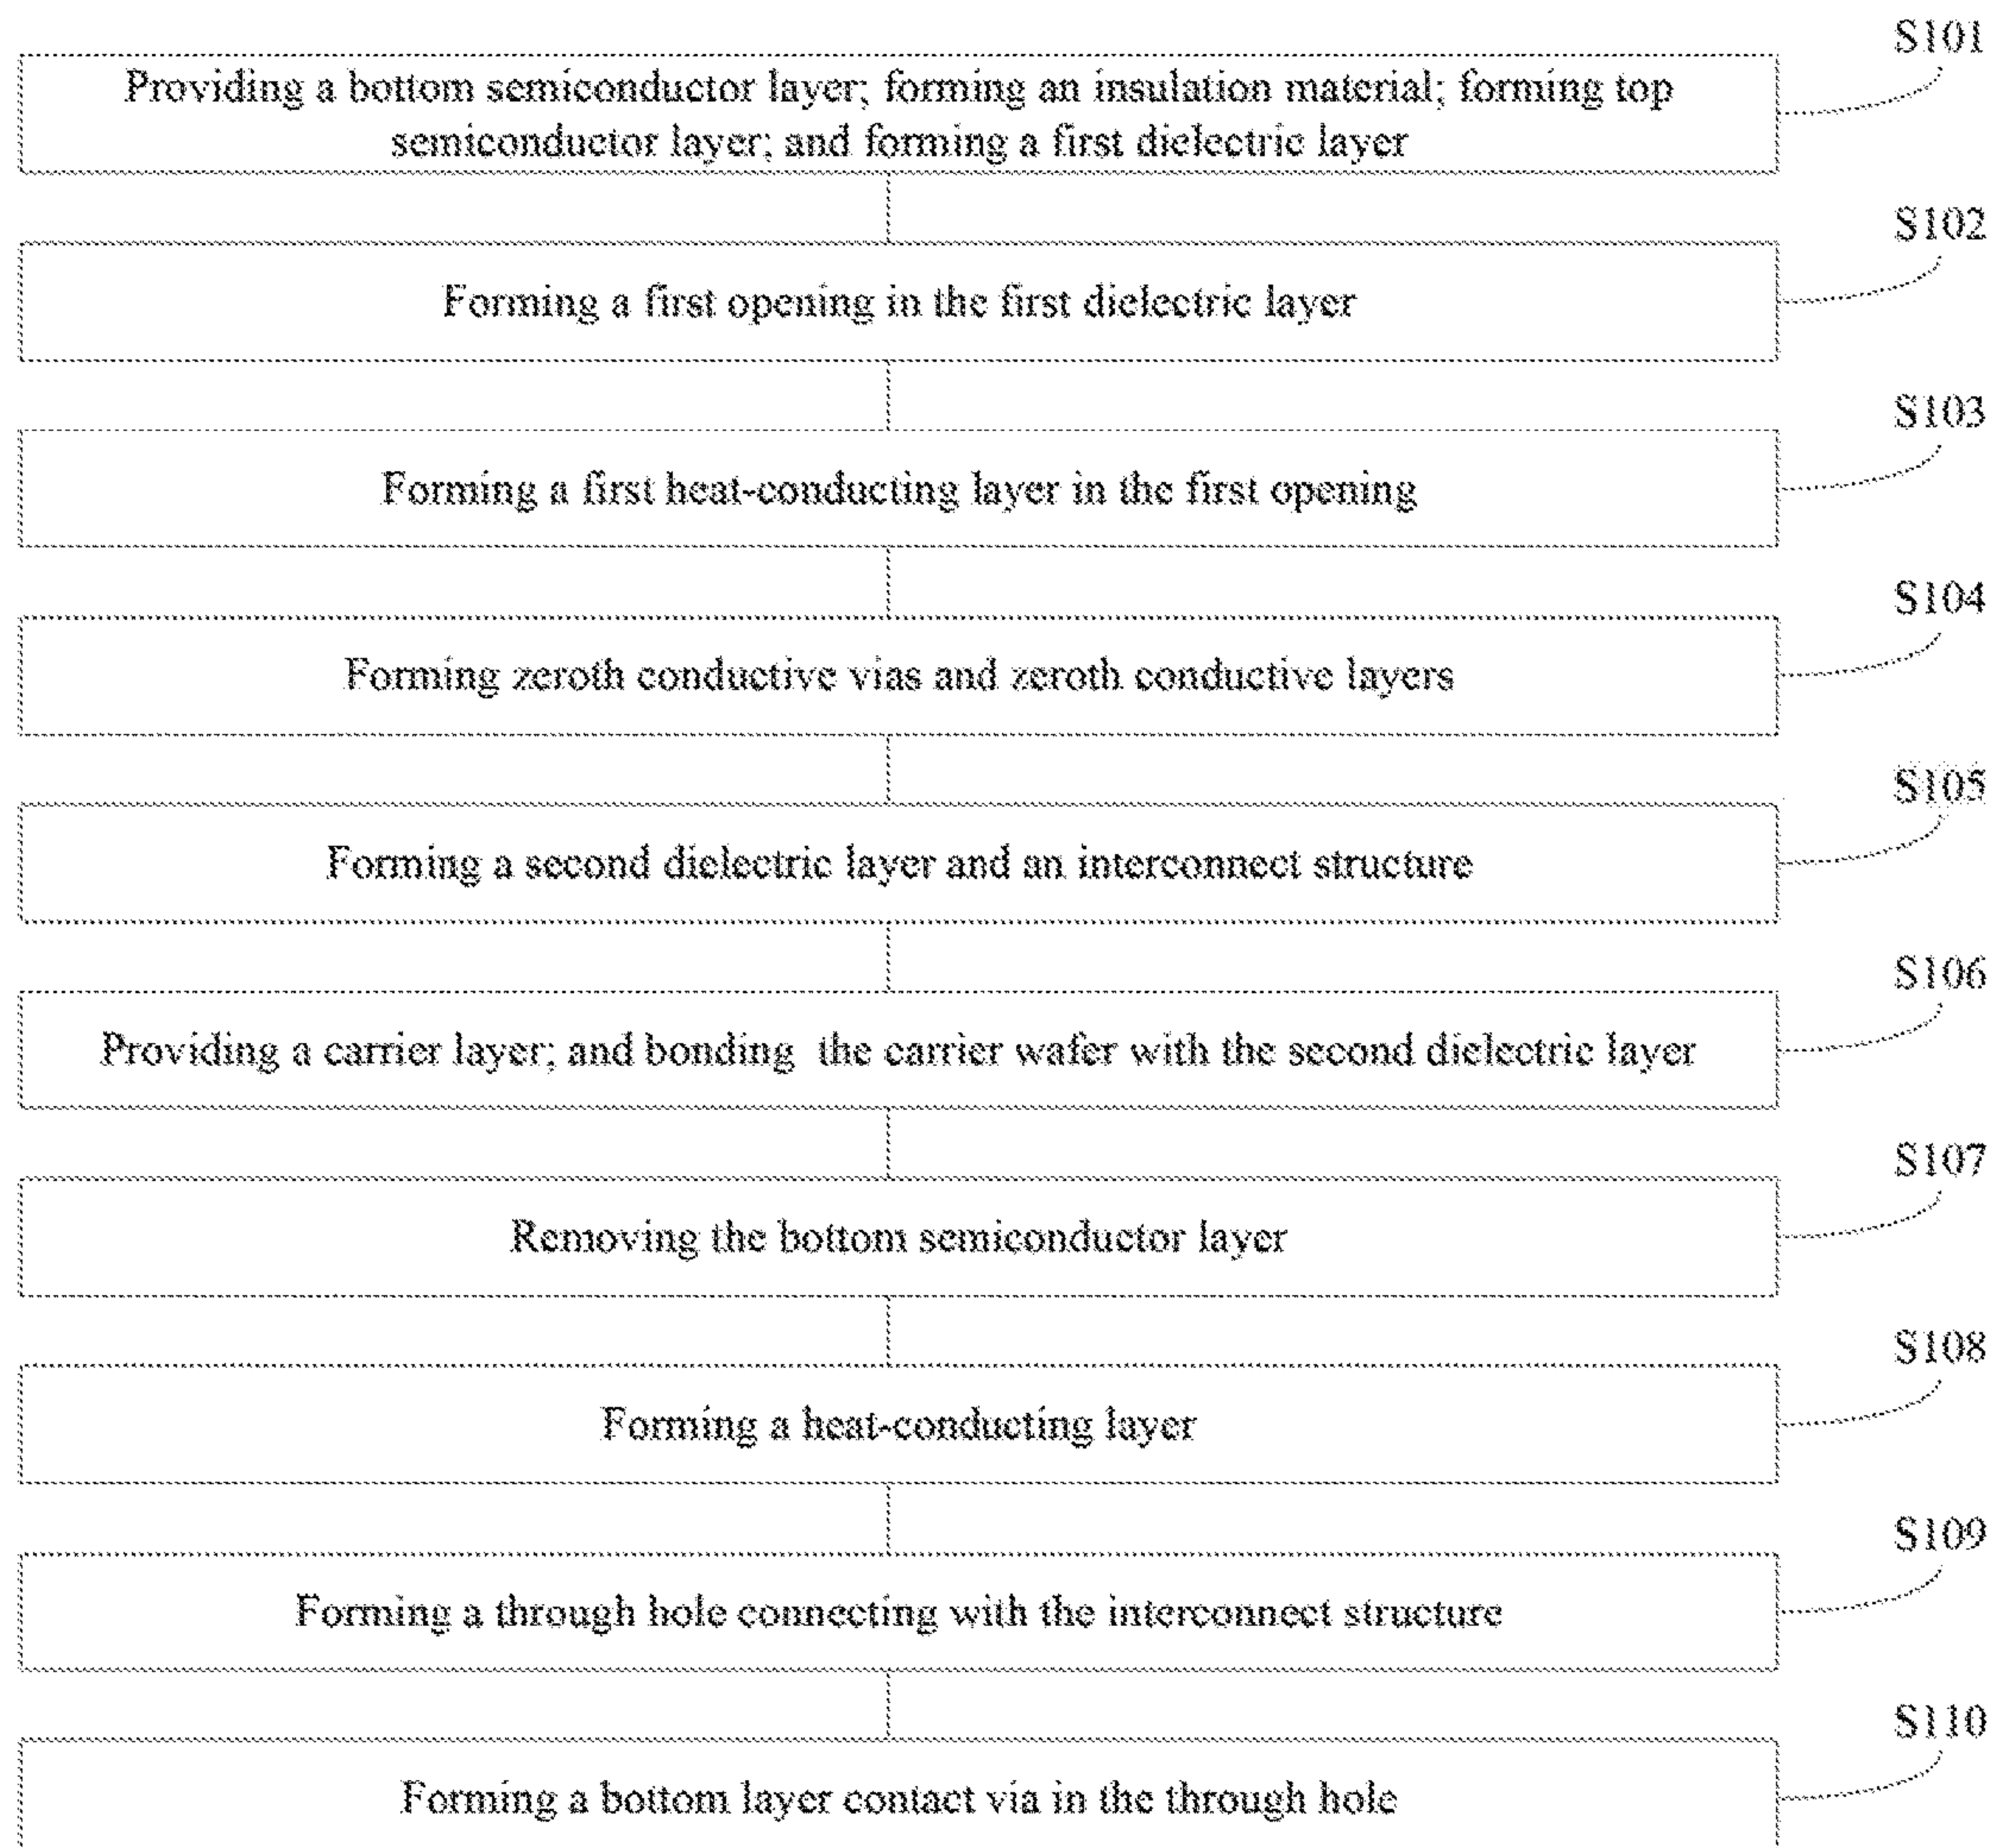 S101
Providing a bottom semiconductor layer; forming an insulation material; forming top
semiconductor layer; and forming a first dielectric layer
S102
Forming a first opening in the first dielectric layer
S103
Forming a first heat-conducting layer in the first opening
S104
Forming zeroth conductive vias and zeroth conductive layers
S105
Forming a second dielectric layer and an interconnect structure
S106
Providing a carrier layer; and bonding the carrier wafer with the second dielectric layer
S107
Removing the bottom semiconductor layer
S108
Forming a heat-conducting layer
S109
Forming a through hole connecting with the interconnect structure
S110
Forming a bottom layer contact via in the through hole